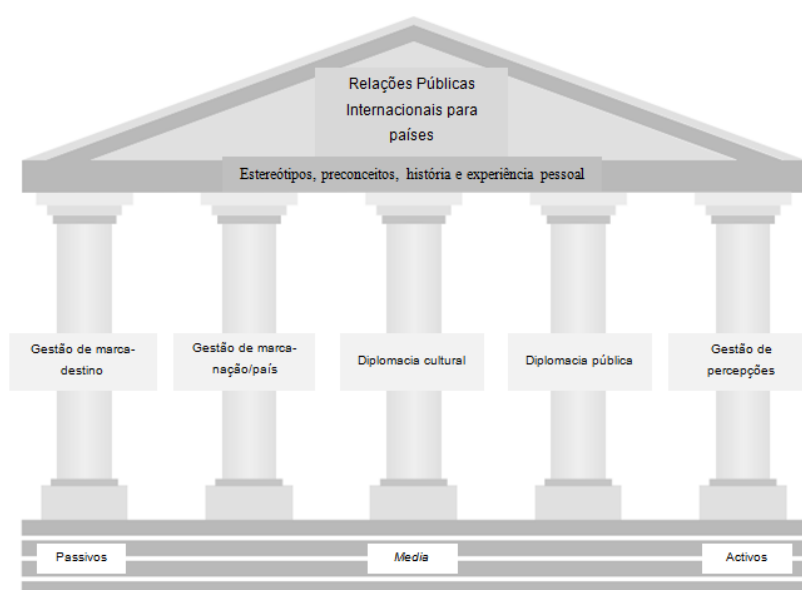 Relações Públicas
Internacionais para
países
Estereótipos, preconceitos, história e experiência pessoal
Gestão de marca-
destino
Gestão de marca-
nação/país
Diplomacia cultural
Diplomacia pública
Gestão de
percepções
Passivos
Media
Activos